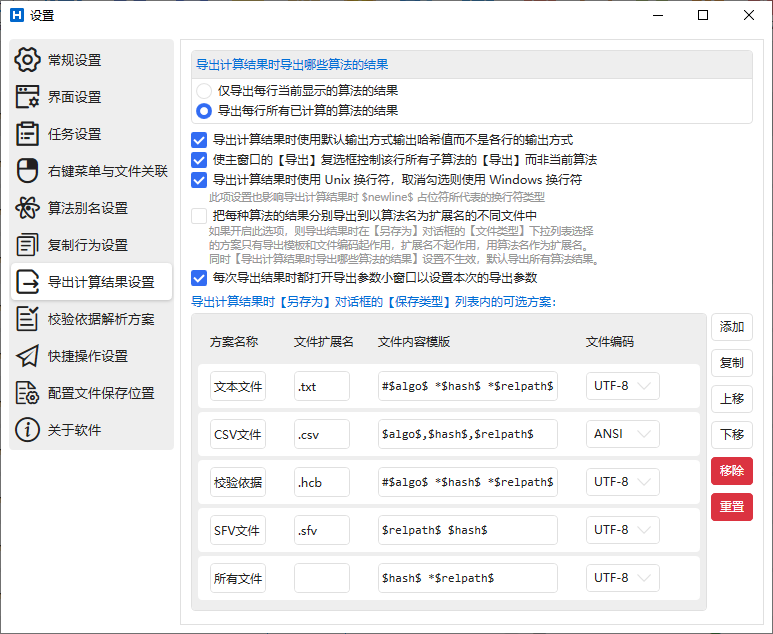 设置
常规设置
界面设置
任务设置
右键菜单与文件关联
算法别名设置
复制行为设置
导出计算结果设置
校验依据解析方案
快捷操作设置
配置文件保存位置
关于软件
导出计算结果时导出哪些算法的结果
仅导出每行当前显示的算法的结果
导出每行所有已计算的算法的结果
导出计算结果时使用默认输出方式输出哈希值而不是各行的输出方式
使主窗口的【导出】复选框控制该行所有子算法的【导出】而非当前算法
导出计算结果时使用 Unix 换行符，取消勾选则使用 Windows 换行符
此项设置也影响导出计算结果时 $newline$ 占位符所代表的换行符类型
把每种算法的结果分别导出到以算法名为扩展名的不同文件中
如果开启此选项，则导出结果时在【另存为】对话框的【文件类型】下拉列表选择
的方案只有导出模板和文件编码起作用，扩展名不起作用，用算法名作为扩展名。
同时【导出计算结果时导出哪些算法的结果】设置不生效，默认导出所有算法结果。
每次导出结果时都打开导出参数小窗口以设置本次的导出参数
导出计算结果时【另存为】对话框的【保存类型】列表内的可选方案：
方案名称 文件扩展名 文件内容模版 文件编码
文本文件 .txt #$algo$ *$hash$ *$relpath$ UTF-8
CSV文件 .csv $algo$,$hash$,$relpath$ ANSI
校验依据 .hcb #$algo$ *$hash$ *$relpath$ UTF-8
SFV文件 .sfv $relpath$ $hash$ UTF-8
所有文件 $hash$ *$relpath$ UTF-8
添加
复制
上移
下移
移除
重置